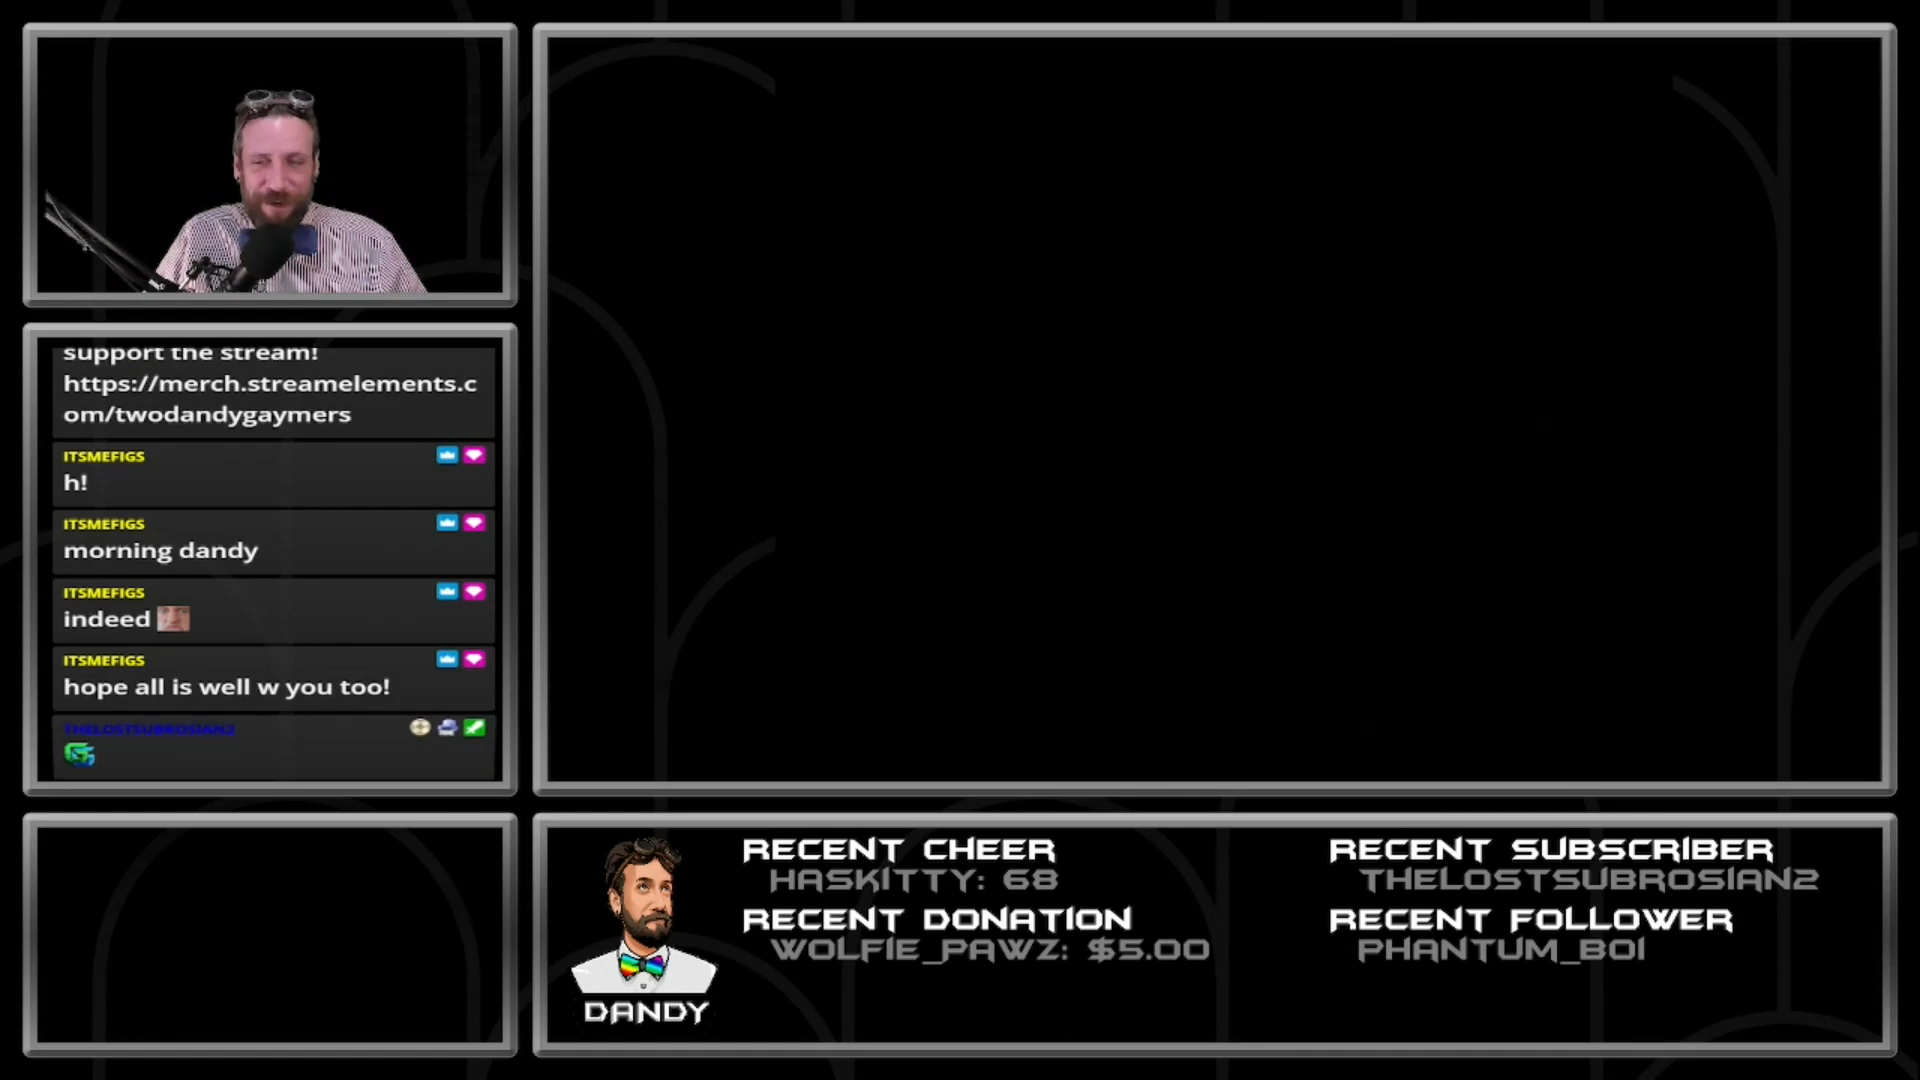 support the stream!
https://merch.streamelements.c
om/twodandygaymers
ITSMEFIGS
h!
ITSMEFIGS
morning dandy
ITSMEFIGS
indeed
ITSMEFIGS
hope all is well w you too!
THELOSTSUBROSIAN2
RECENT CHEER
HASKITTY: 68
RECENT DONATION
WOLFIE_PAWZ: $5.00
RECENT SUBSCRIBER
THELOSTSUBROSIAN2
RECENT FOLLOWER
PHANTUM_BOI
DANDY